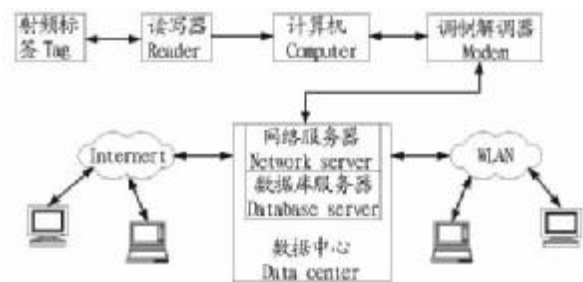 射频标
签 Tag
读写器
Reader
计算机
Computer
调制解调器
Modem
网络服务器
Network server
数据库服务器
Database server
数据中心
Data center
Internert
WLAN